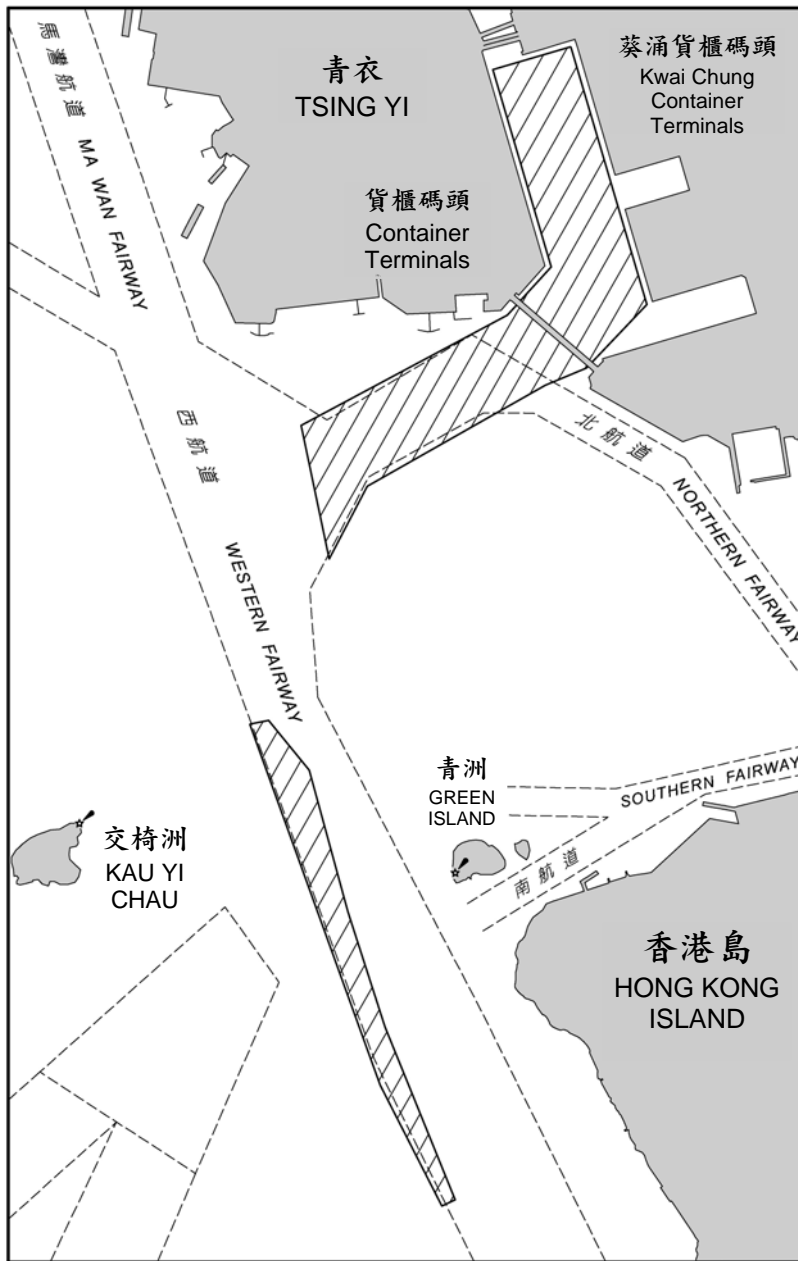 青衣
TSING YI
葵涌貨櫃碼頭
Kwai Chung
Container
Terminals
馬灣航道 MA WAN FAIRWAY
貨櫃碼頭
Container
Terminals
西航道 WESTERN FAIRWAY
北航道 NORTHERN FAIRWAY
青洲
GREEN
ISLAND
SOUTHERN FAIRWAY
南航道
交椅洲
KAU YI
CHAU
香港島
HONG KONG
ISLAND